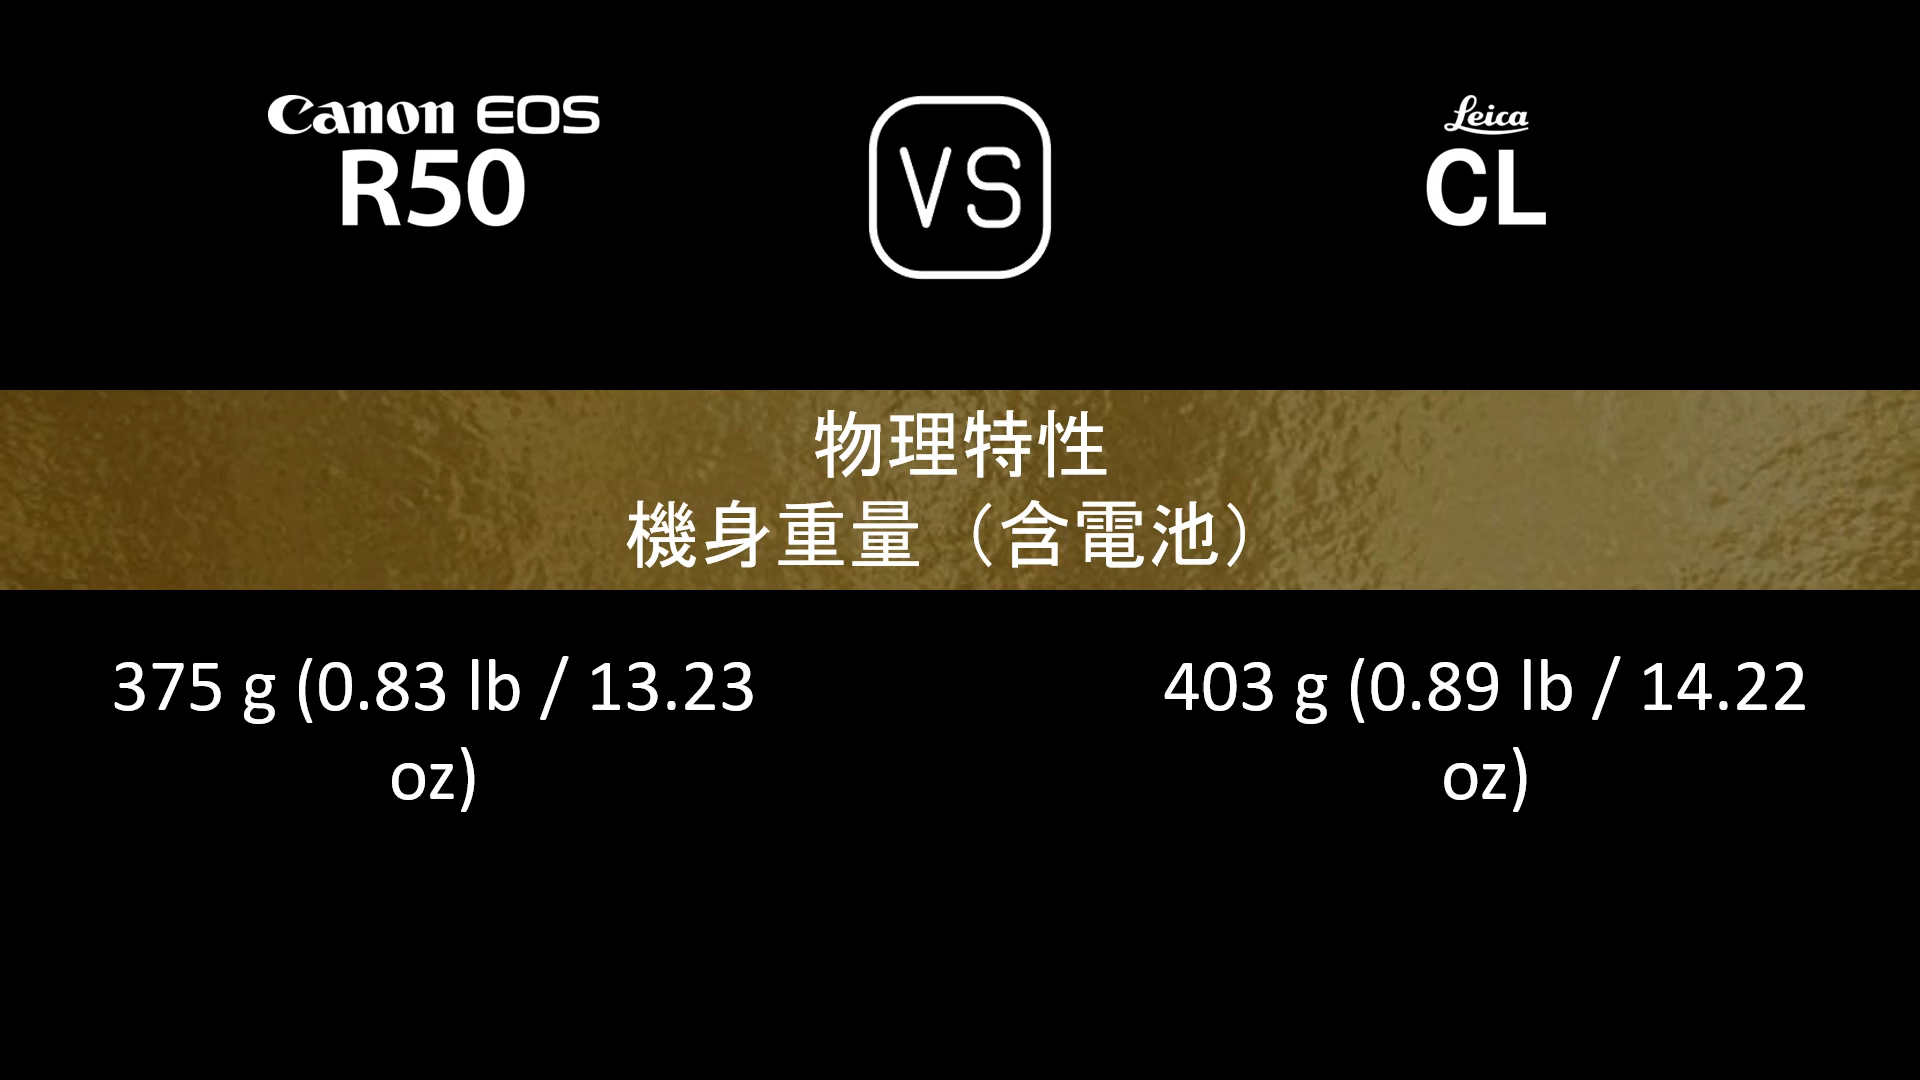 Canon EOS
R50
VS
Leica
CL
物理特性
機身重量（含電池）
375 g (0.83 lb / 13.23
oz)
403 g (0.89 lb / 14.22
oz)